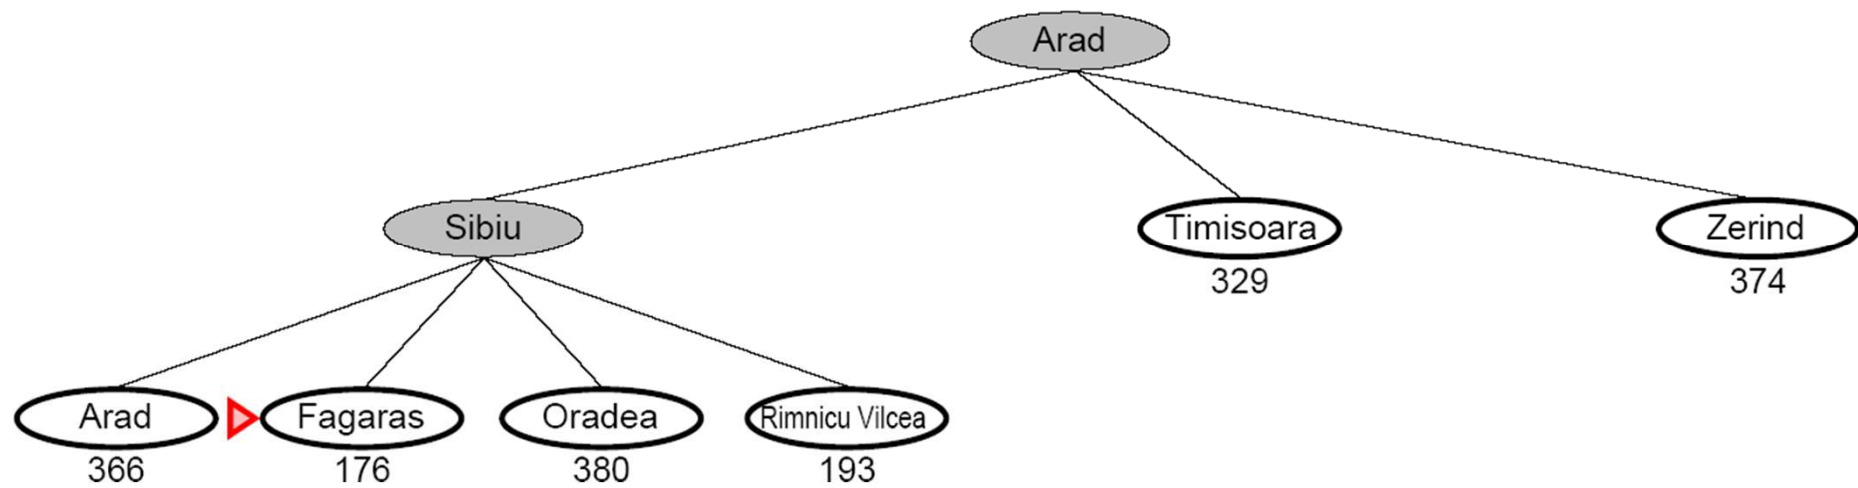 Arad
Sibiu
Timisoara
Zerind
329
374
Arad
Fagaras
Oradea
Rimnicu Vilcea
366
176
380
193